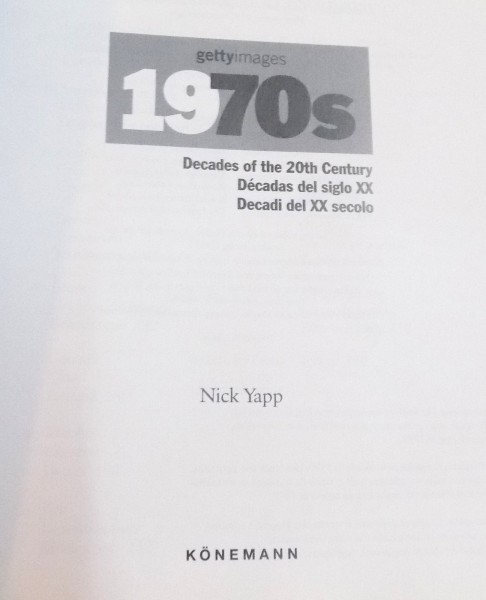 gettyimages
1970s
Decades of the 20th Century
Décadas del siglo XX
Decadi del XX secolo
Nick Yapp
KÖNEMANN